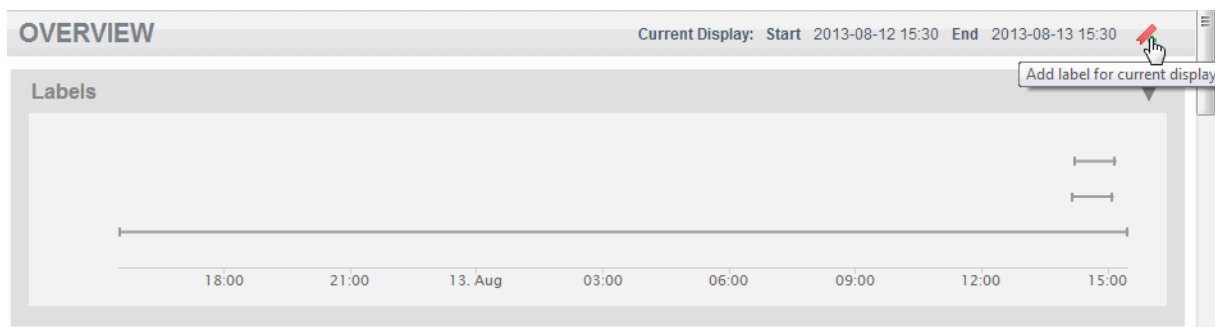 OVERVIEW Current Display: Start 2013-08-12 15:30 End 2013-08-13 15:30
Add label for current display
Labels
18:00 21:00 13. Aug 03:00 06:00 09:00 12:00 15:00